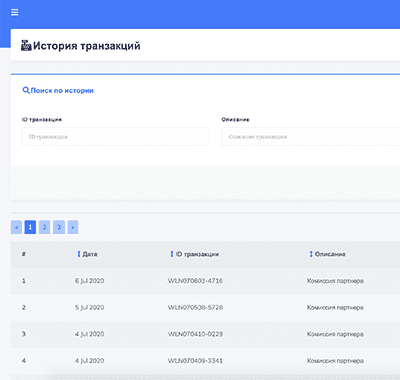 История транзакций
Поиск по истории
ID транзакции Описание
ID транзакции Описание транзакции
« 1 2 3 »
# Дата ID транзакции Описание
1 6 Jul 2020 WLN070603-4716 Комиссия партнера
2 5 Jul 2020 WLN070508-5728 Комиссия партнера
3 4 Jul 2020 WLN070410-0229 Комиссия партнера
4 4 Jul 2020 WLN070409-3341 Комиссия партнера